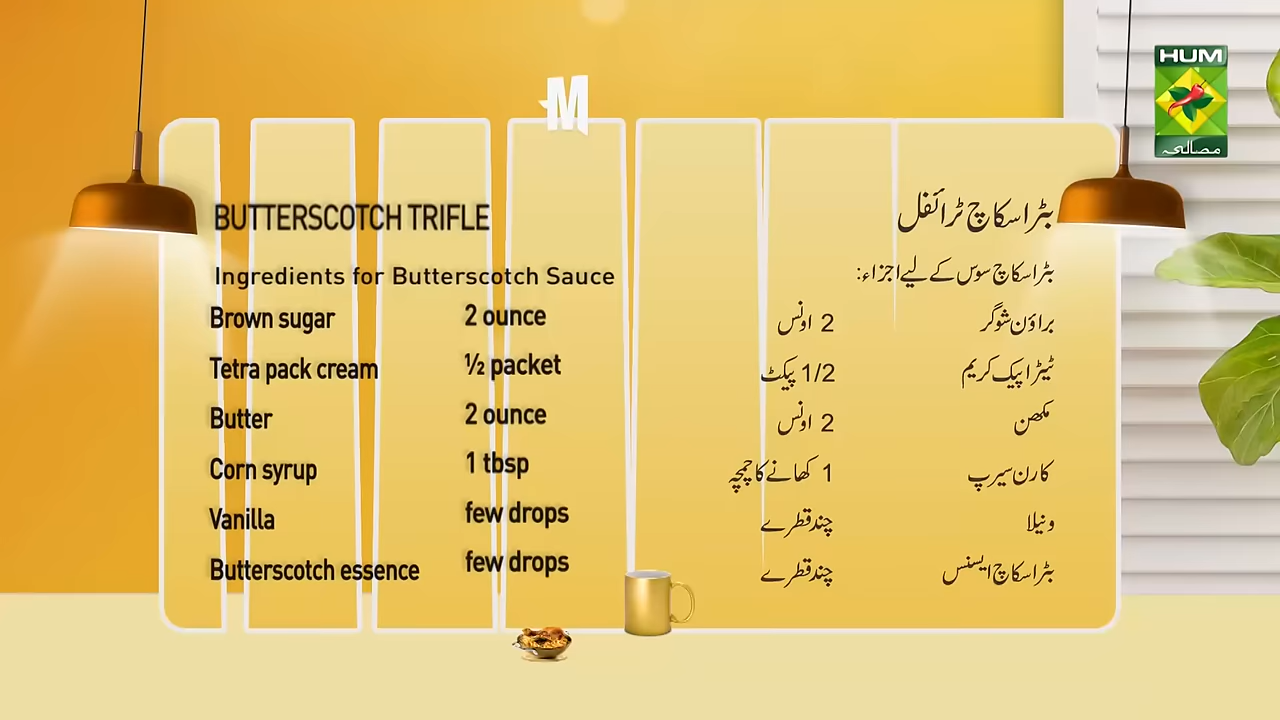 HUM
مصالحہ
M
BUTTERSCOTCH TRIFLE
بٹراسکاچ ٹرائفل
Ingredients for Butterscotch Sauce
بٹراسکاچ سوس کے لیے اجزاء:
Brown sugar 2 ounce
براؤن شوگر 2 اونس
Tetra pack cream ½ packet
ٹیٹرا پیک کریم 1/2 پیکٹ
Butter 2 ounce
مکھن 2 اونس
Corn syrup 1 tbsp
کارن سیرپ 1 کھانے کا چمچہ
Vanilla few drops
ونیلا چند قطرے
Butterscotch essence few drops
بٹراسکاچ ایسنس چند قطرے